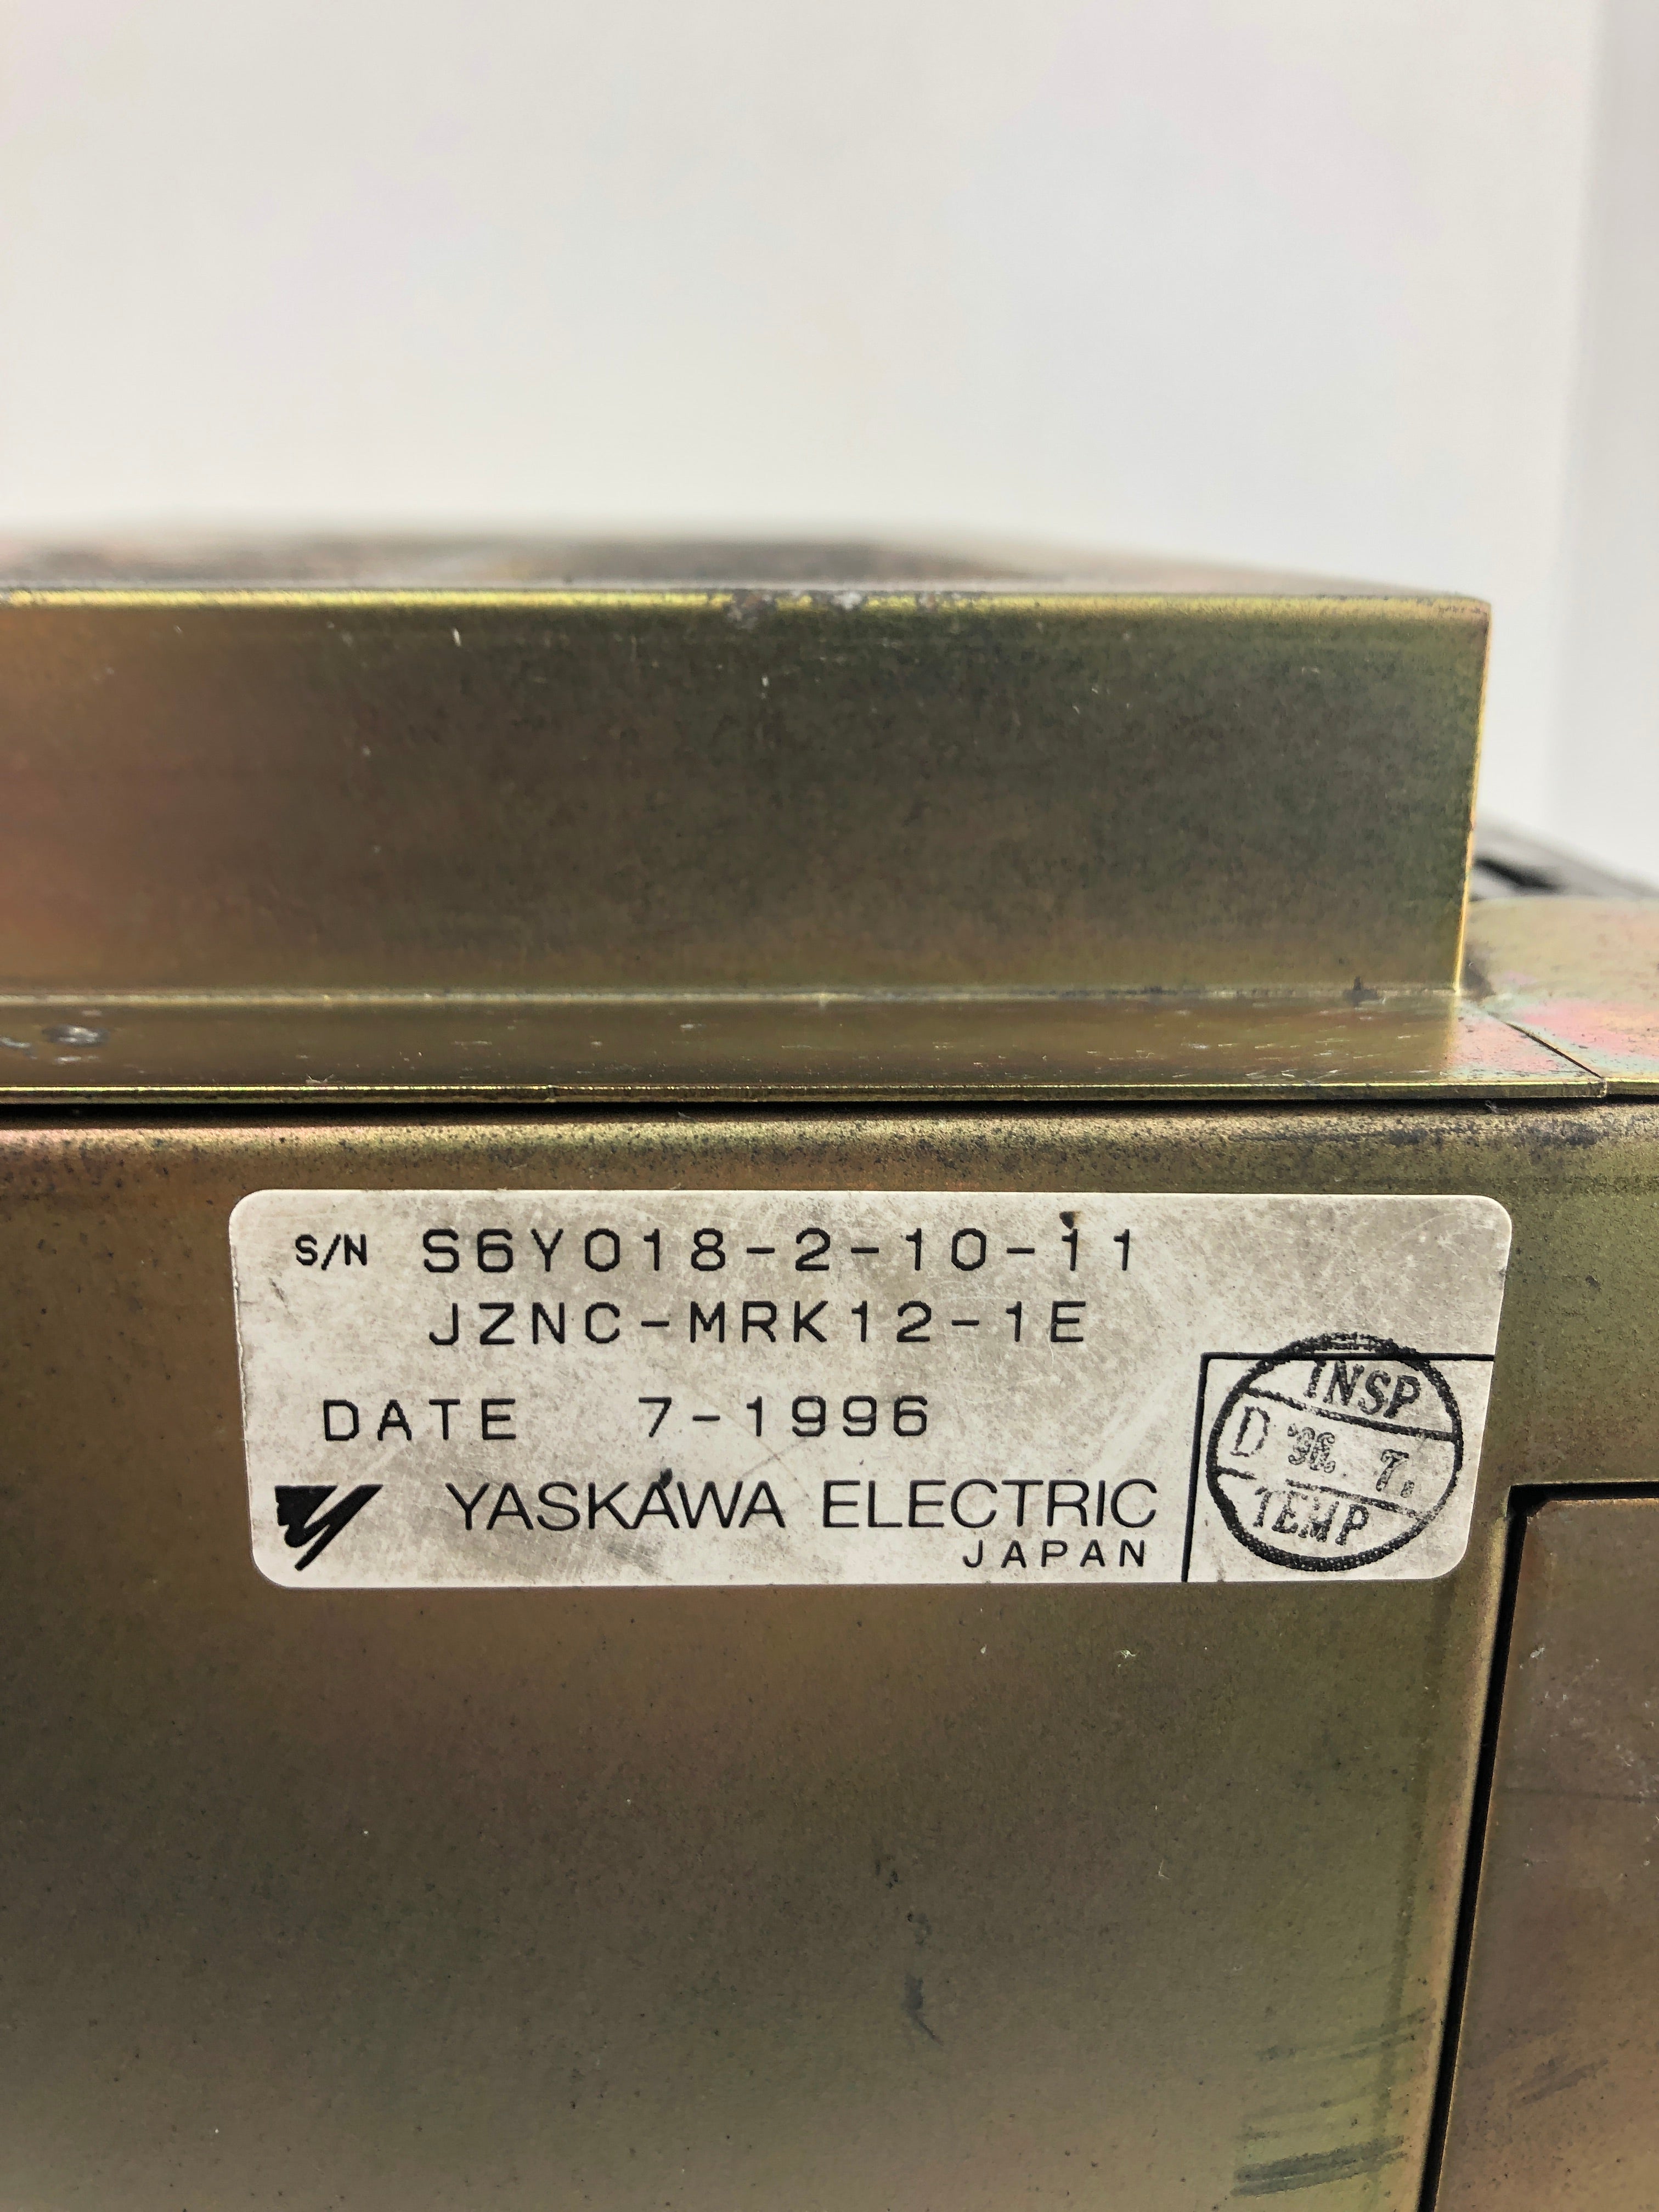 S/N S6Y018-2-10-11
JZNC-MRK12-1E
DATE 7-1996
YASKAWA ELECTRIC
JAPAN
INSP
D '96. 7.
TEMP